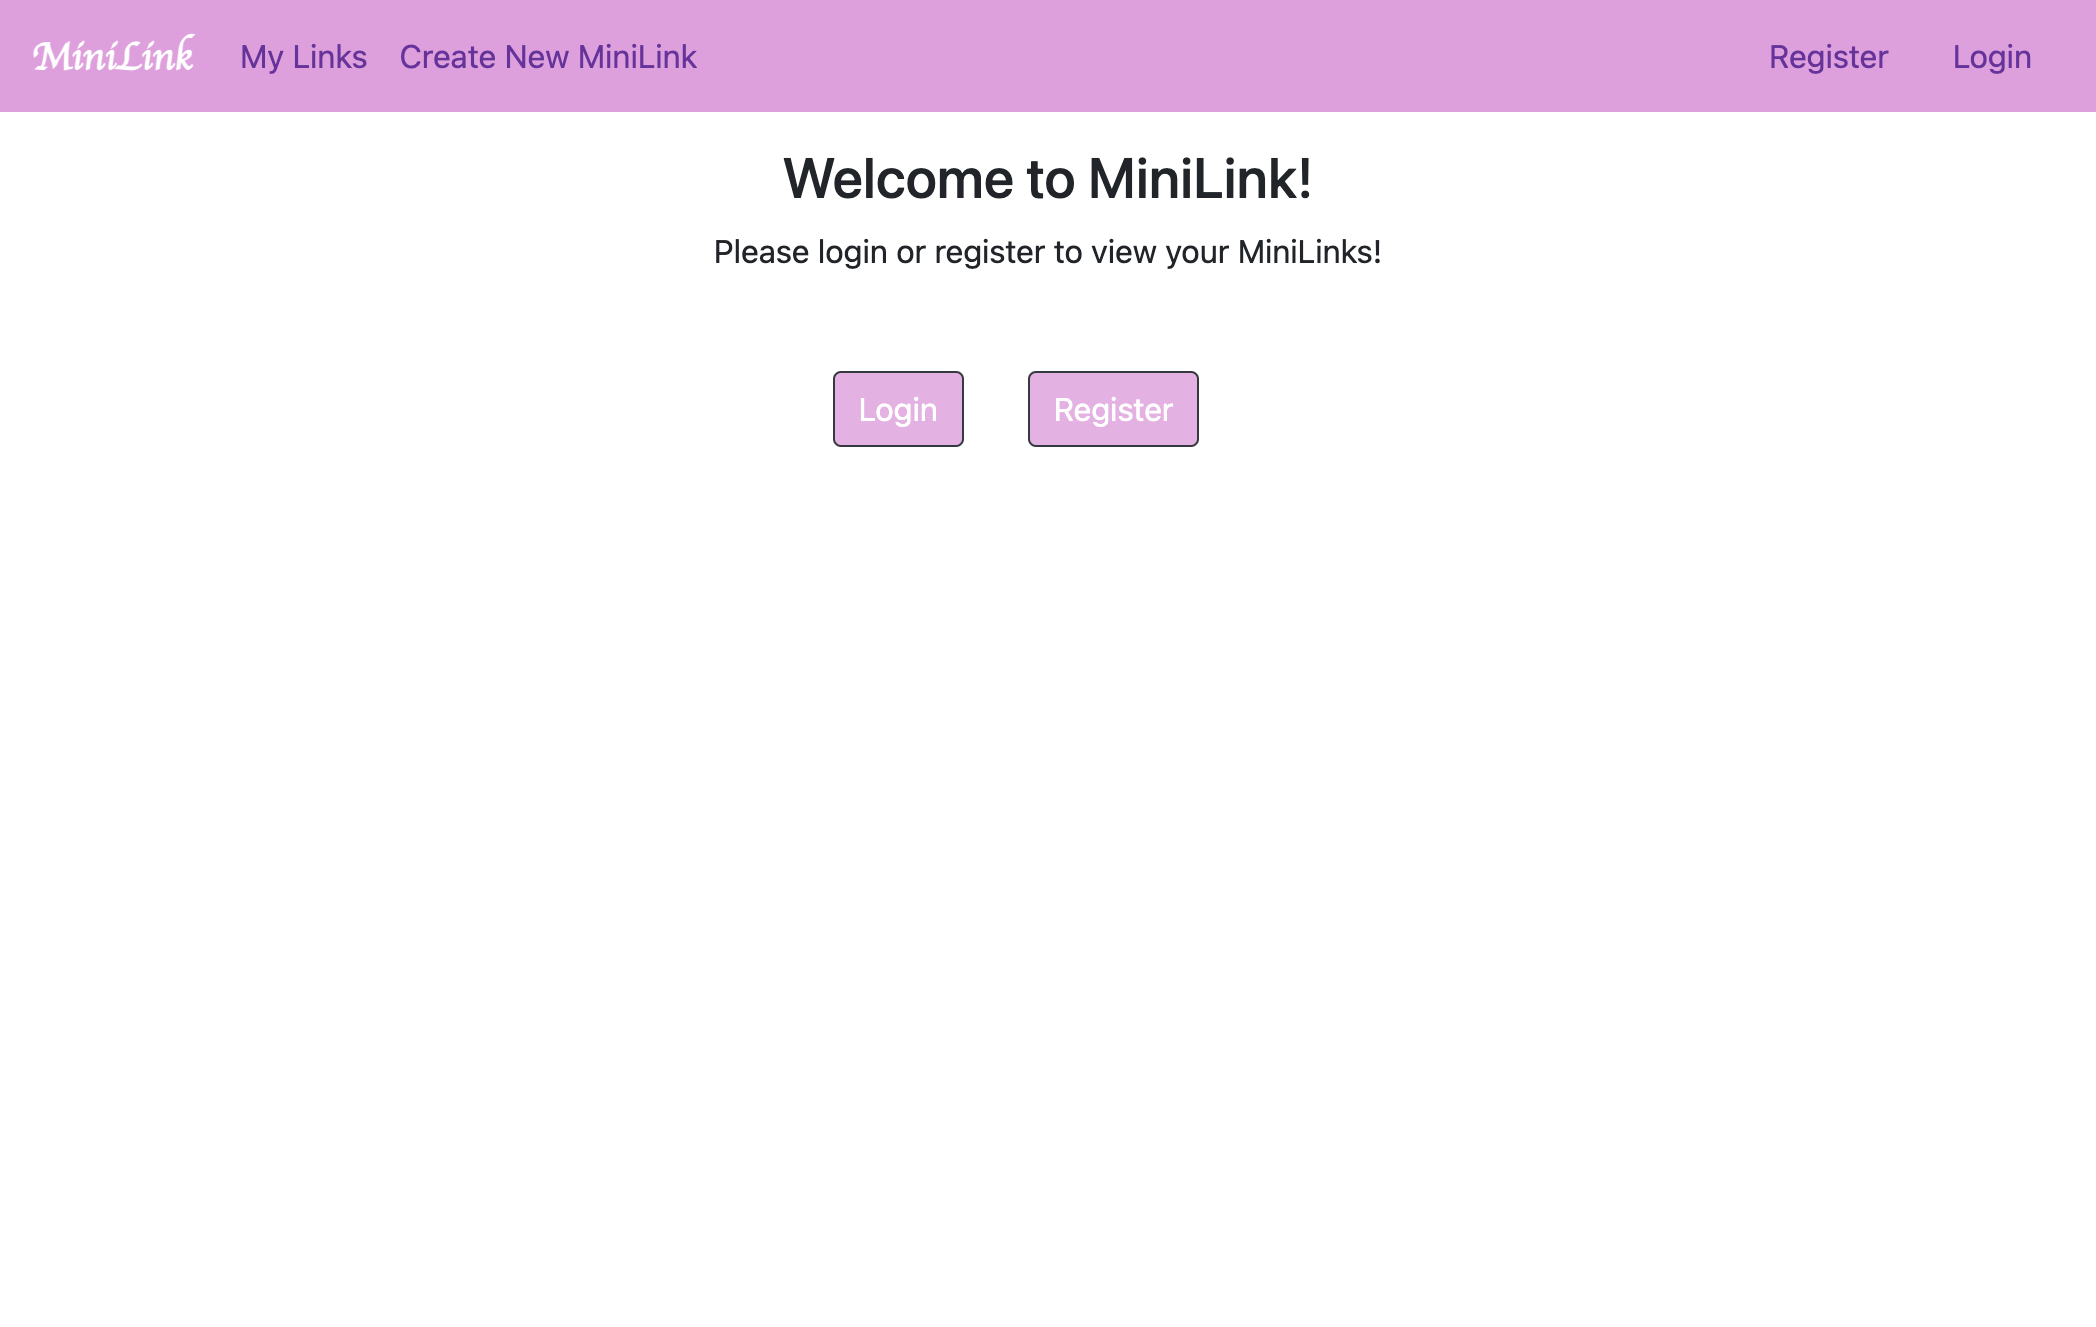 MiniLink My Links Create New MiniLink Register Login
Welcome to MiniLink!
Please login or register to view your MiniLinks!
Login Register